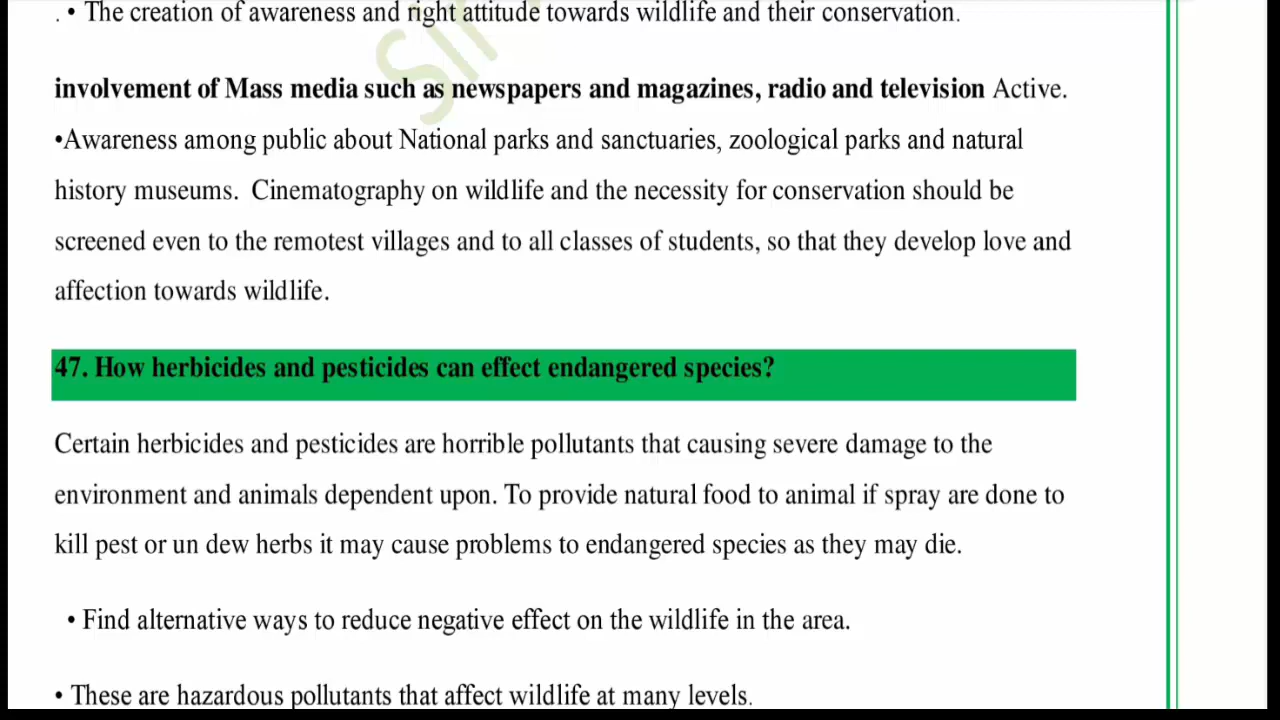 . • The creation of awareness and right attitude towards wildlife and their conservation.
involvement of Mass media such as newspapers and magazines, radio and television Active.
•Awareness among public about National parks and sanctuaries, zoological parks and natural
history museums. Cinematography on wildlife and the necessity for conservation should be
screened even to the remotest villages and to all classes of students, so that they develop love and
affection towards wildlife.
47. How herbicides and pesticides can effect endangered species?
Certain herbicides and pesticides are horrible pollutants that causing severe damage to the
environment and animals dependent upon. To provide natural food to animal if spray are done to
kill pest or un dew herbs it may cause problems to endangered species as they may die.
• Find alternative ways to reduce negative effect on the wildlife in the area.
• These are hazardous pollutants that affect wildlife at many levels.